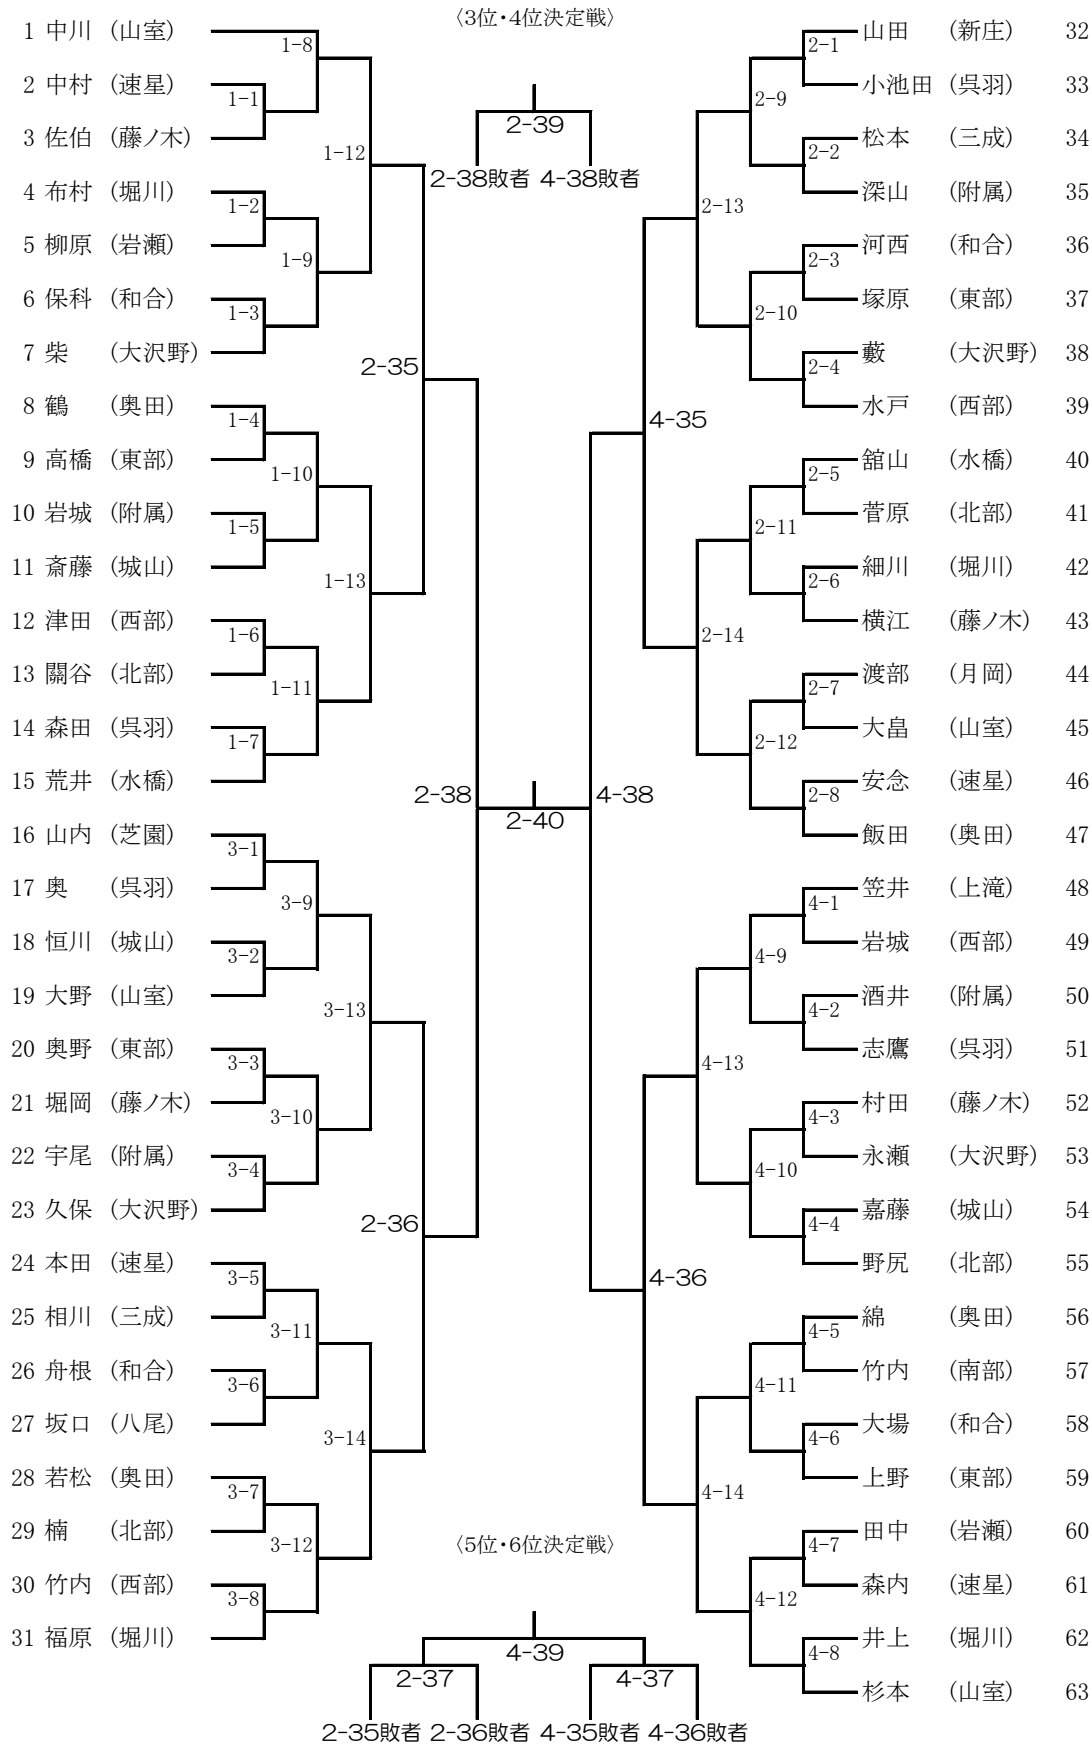 〈3位・4位決定戦〉
1 中川 (山室)
2 中村 (速星)
3 佐伯 (藤ノ木)
4 布村 (堀川)
5 柳原 (岩瀬)
6 保科 (和合)
7 柴 (大沢野)
8 鶴 (奥田)
9 高橋 (東部)
10 岩城 (附属)
11 斎藤 (城山)
12 津田 (西部)
13 關谷 (北部)
14 森田 (呉羽)
15 荒井 (水橋)
16 山内 (芝園)
17 奥 (呉羽)
18 恒川 (城山)
19 大野 (山室)
20 奥野 (東部)
21 堀岡 (藤ノ木)
22 宇尾 (附属)
23 久保 (大沢野)
24 本田 (速星)
25 相川 (三成)
26 舟根 (和合)
27 坂口 (八尾)
28 若松 (奥田)
29 楠 (北部)
30 竹内 (西部)
31 福原 (堀川)
1-8
1-1
1-12
1-2
1-9
1-3
2-35
1-4
1-10
1-5
1-13
1-6
1-11
1-7
2-38
3-1
3-9
3-2
3-13
3-3
3-10
3-4
2-36
3-5
3-11
3-6
3-14
3-7
3-12
3-8
2-39
2-38敗者 4-38敗者
2-40
山田 (新庄) 32
小池田 (呉羽) 33
松本 (三成) 34
深山 (附属) 35
河西 (和合) 36
塚原 (東部) 37
藪 (大沢野) 38
水戸 (西部) 39
舘山 (水橋) 40
菅原 (北部) 41
細川 (堀川) 42
横江 (藤ノ木) 43
渡部 (月岡) 44
大畠 (山室) 45
安念 (速星) 46
飯田 (奥田) 47
笠井 (上滝) 48
岩城 (西部) 49
酒井 (附属) 50
志鷹 (呉羽) 51
村田 (藤ノ木) 52
永瀬 (大沢野) 53
嘉藤 (城山) 54
野尻 (北部) 55
綿 (奥田) 56
竹内 (南部) 57
大場 (和合) 58
上野 (東部) 59
田中 (岩瀬) 60
森内 (速星) 61
井上 (堀川) 62
杉本 (山室) 63
2-1
2-9
2-2
2-13
2-3
2-10
2-4
4-35
2-5
2-11
2-6
2-14
2-7
2-12
2-8
4-38
4-1
4-9
4-2
4-13
4-3
4-10
4-4
4-36
4-5
4-11
4-6
4-14
4-7
4-12
4-8
〈5位・6位決定戦〉
4-39
2-37
4-37
2-35敗者 2-36敗者 4-35敗者 4-36敗者